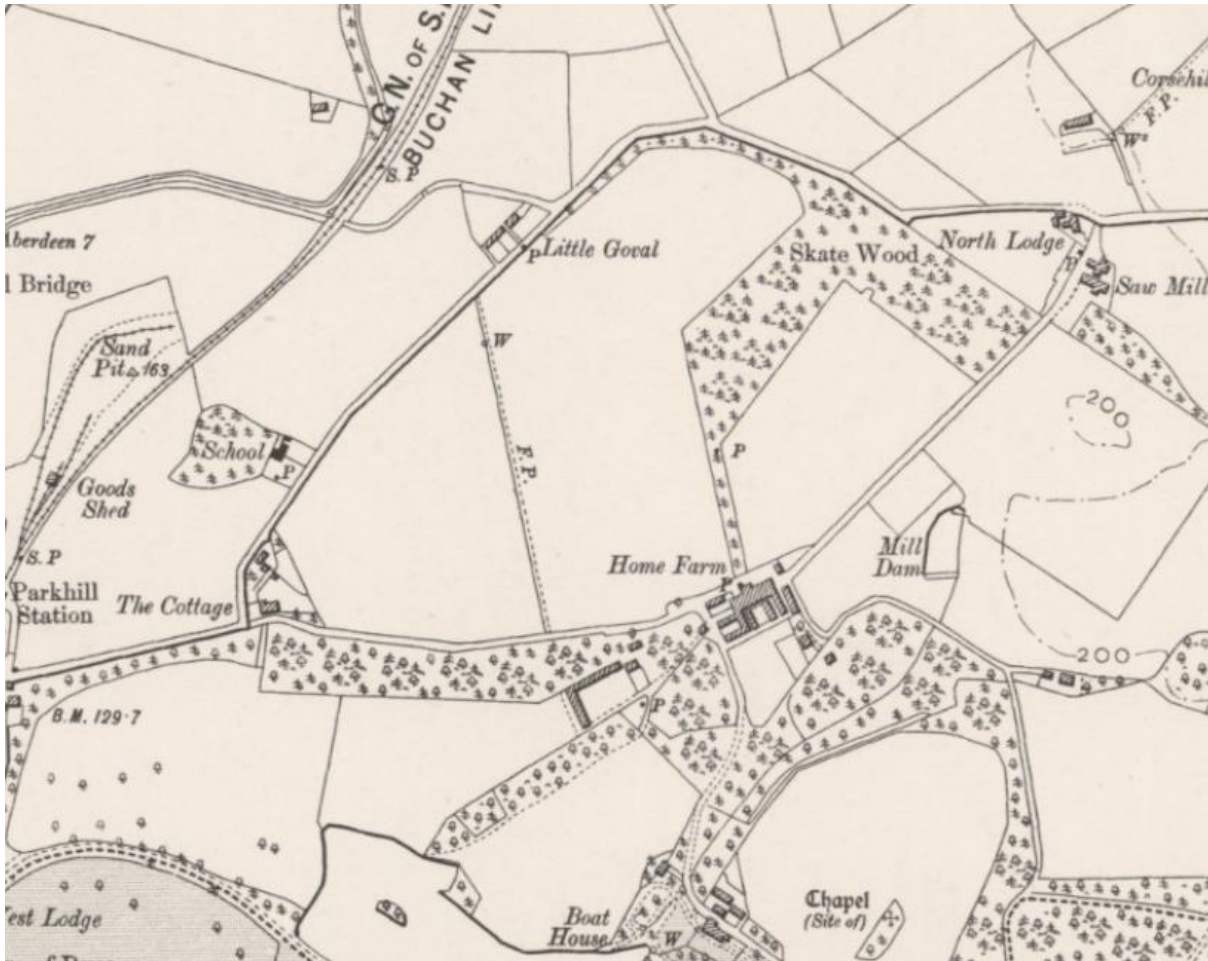 G.N. OF S.
BUCHAN LI
S. P
Corsehil
F. P.
Ws
Aberdeen 7
l Bridge
Little Goval
P
Skate Wood
North Lodge
P
Saw Mill
Sand
Pit 163
W
200
School
P
F. P.
P
Goods
Shed
S. P
Mill
Dam
Home Farm
P
Parkhill
Station
The Cottage
200
P
B.M. 129·7
est Lodge
Boat
House
W
Chapel
(Site of)